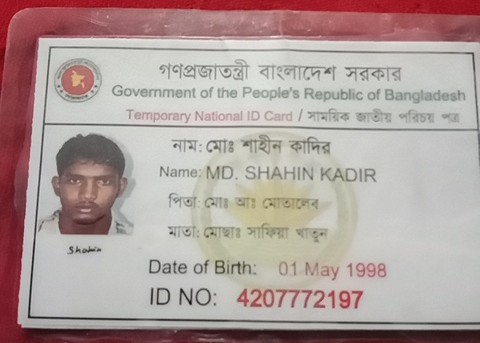 গণপ্রজাতন্ত্রী বাংলাদেশ সরকার
Government of the People's Republic of Bangladesh
Temporary National ID Card / সাময়িক জাতীয় পরিচয় পত্র
নাম: মোঃ শাহীন কাদির
Name: MD. SHAHIN KADIR
পিতা: মোঃ আঃ মোতালেব
মাতা: মোছাঃ সাফিয়া খাতুন
Shahin
Date of Birth: 01 May 1998
ID NO: 4207772197